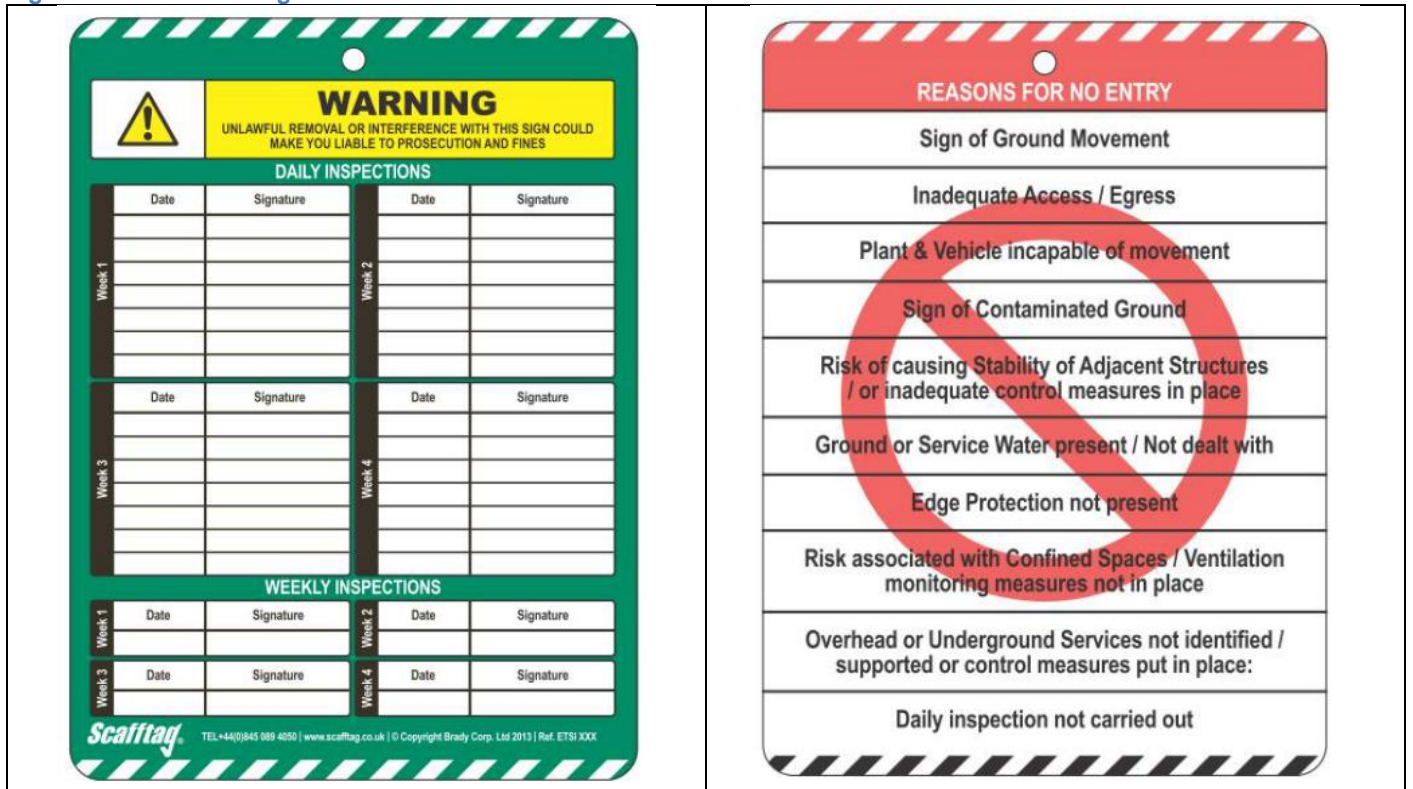 WARNING
UNLAWFUL REMOVAL OR INTERFERENCE WITH THIS SIGN COULD
MAKE YOU LIABLE TO PROSECUTION AND FINES
DAILY INSPECTIONS
Week 1
Date Signature
Week 2
Date Signature
Week 3
Date Signature
Week 4
Date Signature
WEEKLY INSPECTIONS
Week 1
Date Signature
Week 2
Date Signature
Week 3
Date Signature
Week 4
Date Signature
Scafftag.
TEL+44(0)845 089 4050 | www.scafftag.co.uk | © Copyright Brady Corp. Ltd 2013 | Ref. ETSI XXX
REASONS FOR NO ENTRY
Sign of Ground Movement
Inadequate Access / Egress
Plant & Vehicle incapable of movement
Sign of Contaminated Ground
Risk of causing Stability of Adjacent Structures
/ or inadequate control measures in place
Ground or Service Water present / Not dealt with
Edge Protection not present
Risk associated with Confined Spaces / Ventilation
monitoring measures not in place
Overhead or Underground Services not identified /
supported or control measures put in place:
Daily inspection not carried out